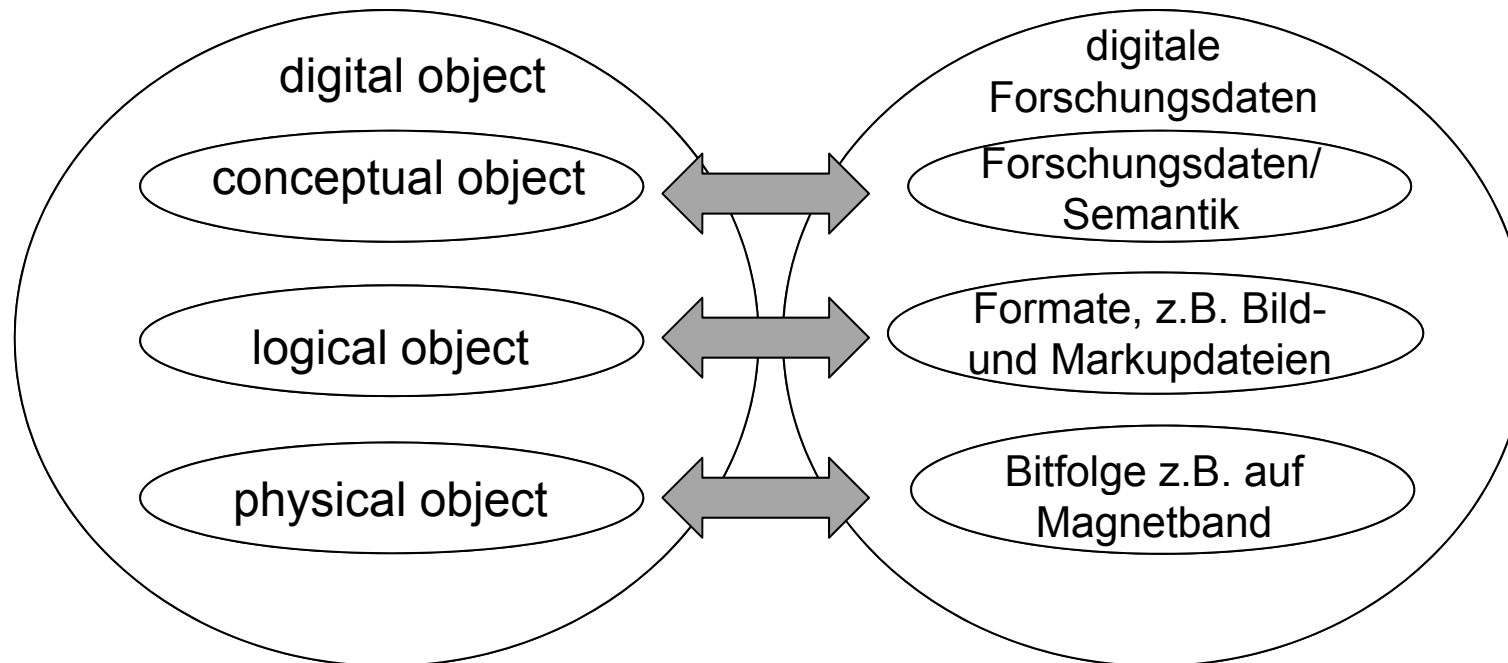 digital object
conceptual object
logical object
physical object
digitale
Forschungsdaten
Forschungsdaten/
Semantik
Formate, z.B. Bild-
und Markupdateien
Bitfolge z.B. auf
Magnetband